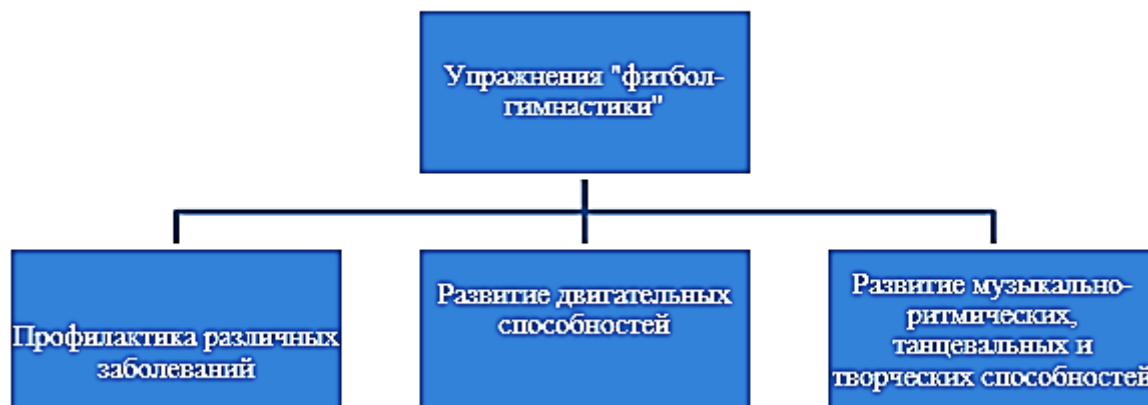 Упражнения "фитбол-
гимнастики"
Профилактика различных
заболеваний
Развитие двигательных
способностей
Развитие музыкально-
ритмических,
танцевальных и
творческих способностей